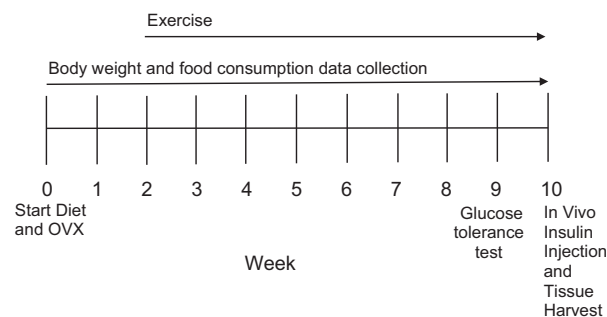 Exercise
Body weight and food consumption data collection
0 1 2 3 4 5 6 7 8 9 10
Start Diet
and OVX
Glucose
tolerance
test
In Vivo
Insulin
Injection
and
Tissue
Harvest
Week